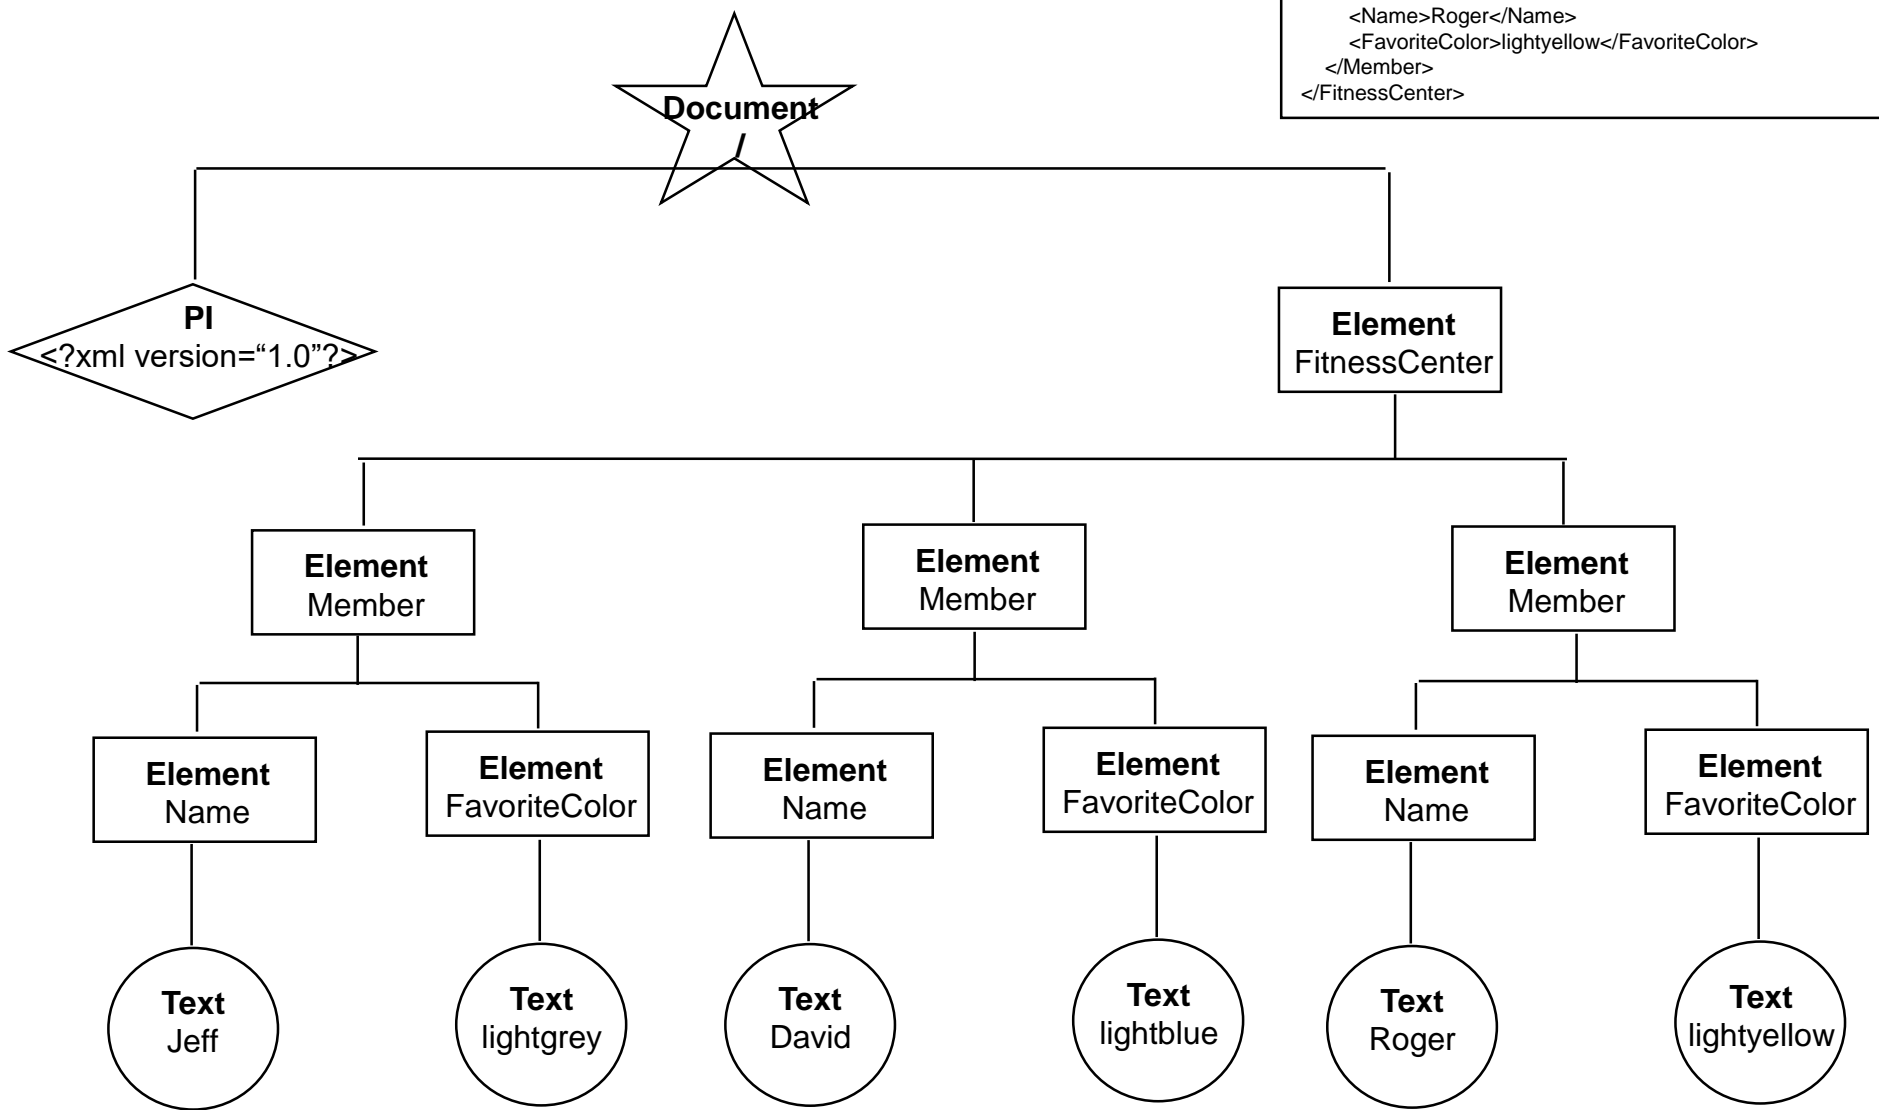 <Name>Roger</Name>
<FavoriteColor>lightyellow</FavoriteColor>
</Member>
</FitnessCenter>
Document
/
PI
<?xml version=“1.0”?>
Element
FitnessCenter
Element
Member
Element
Member
Element
Member
Element
Name
Element
FavoriteColor
Element
Name
Element
FavoriteColor
Element
Name
Element
FavoriteColor
Text
Jeff
Text
lightgrey
Text
David
Text
lightblue
Text
Roger
Text
lightyellow